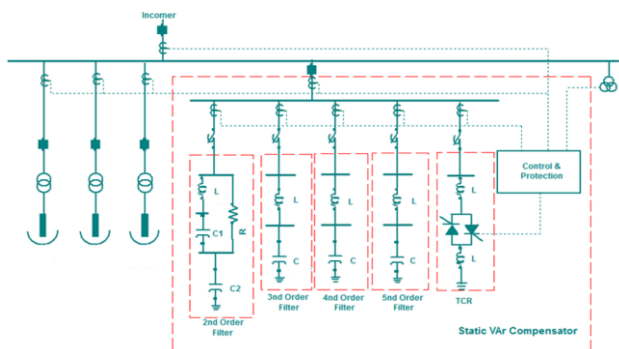 Incomer
Control &
Protection
L
C1
R
C2
2nd Order
Filter
L
C
3nd Order
Filter
L
C
4nd Order
Filter
L
C
5nd Order
Filter
L
L
TCR
Static VAr Compensator